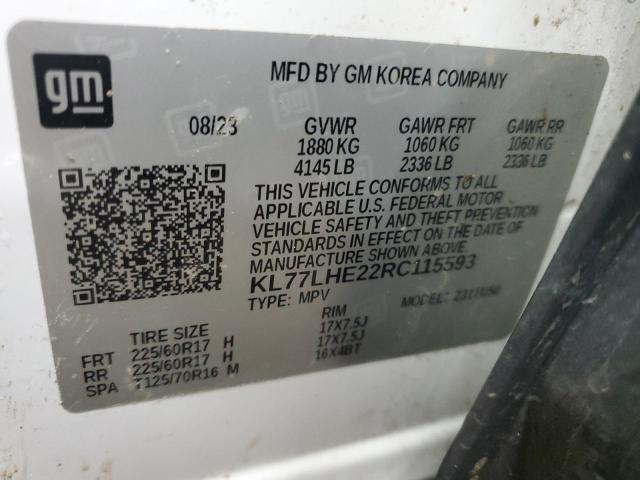 gm
MFD BY GM KOREA COMPANY
08/23 GVWR GAWR FRT GAWR RR
1880 KG 1060 KG 1060 KG
4145 LB 2336 LB 2336 LB
THIS VEHICLE CONFORMS TO ALL
APPLICABLE U.S. FEDERAL MOTOR
VEHICLE SAFETY AND THEFT PREVENTION
STANDARDS IN EFFECT ON THE DATE OF
MANUFACTURE SHOWN ABOVE.
KL77LHE22RC115593
TYPE: MPV MODEL:
TIRE SIZE RIM
FRT 225/60R17 H 17X7.5J
RR 225/60R17 H 17X7.5J
SPA T125/70R16 M 16X4BT